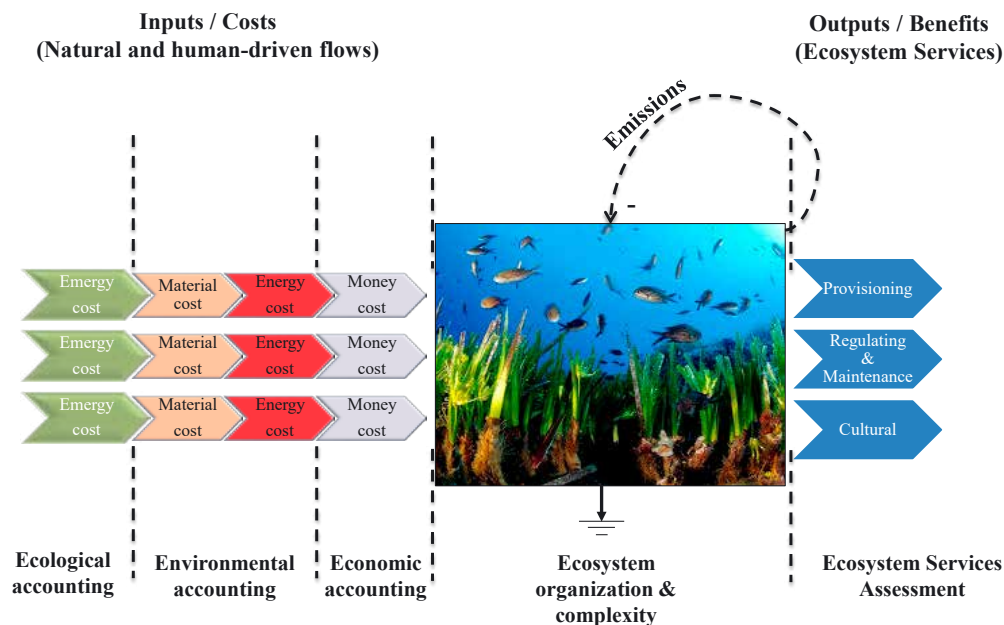 Inputs / Costs
(Natural and human-driven flows)
Outputs / Benefits
(Ecosystem Services)
Emissions
-
Emergy
cost
Material
cost
Energy
cost
Money
cost
Provisioning
Emergy
cost
Material
cost
Energy
cost
Money
cost
Regulating
&
Maintenance
Emergy
cost
Material
cost
Energy
cost
Money
cost
Cultural
Ecological
accounting
Environmental
accounting
Economic
accounting
Ecosystem
organization &
complexity
Ecosystem Services
Assessment